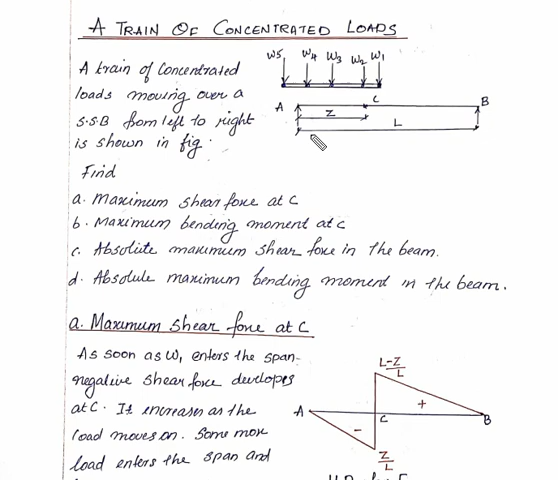 A TRAIN OF CONCENTRATED LOADS
A train of Concentrated
loads moving over a
S.S.B from left to right
is shown in fig.
W5 W4 W3 W2 W1
A C B
Z
L
Find
a. Maximum shear force at C
b. Maximum bending moment at C
c. Absolute maximum shear force in the beam.
d. Absolute maximum bending moment in the beam.
a. Maximum shear force at C
As soon as W1 enters the span-
negative shear force developes
at C. It increases as the
load moves on. Some more
load enters the span and
L-Z/L
A + C B
-
Z/L